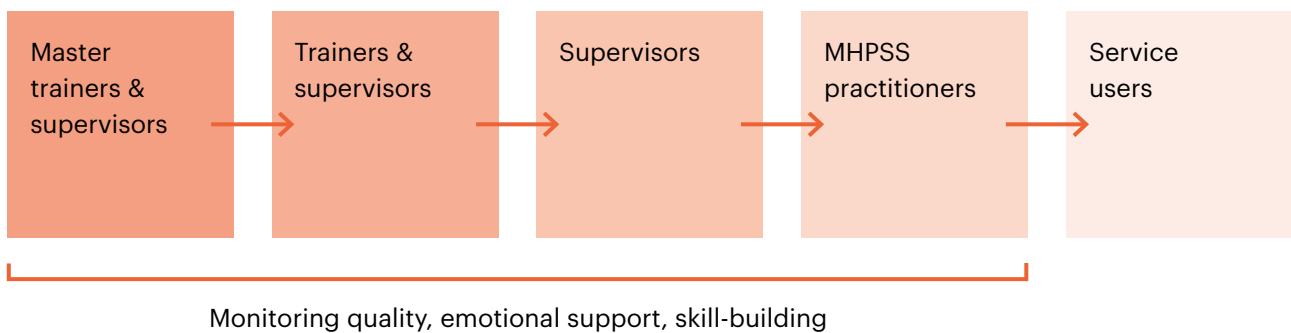 Master
trainers &
supervisors
Trainers &
supervisors
Supervisors
MHPSS
practitioners
Service
users
Monitoring quality, emotional support, skill-building